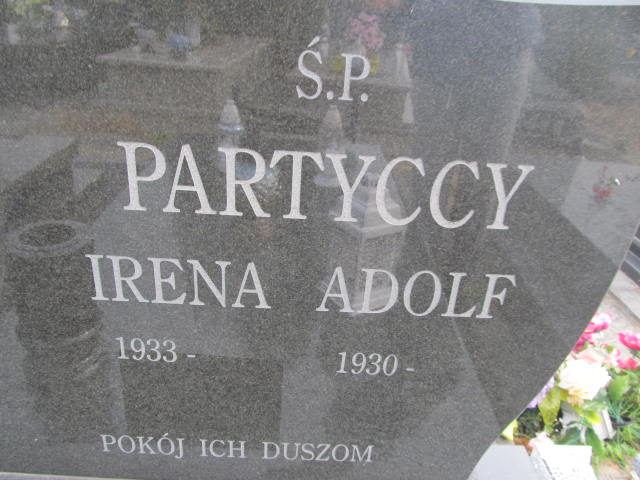 Ś.P.
PARTYCCY
IRENA ADOLF
1933 - 1930 -
POKÓJ ICH DUSZOM